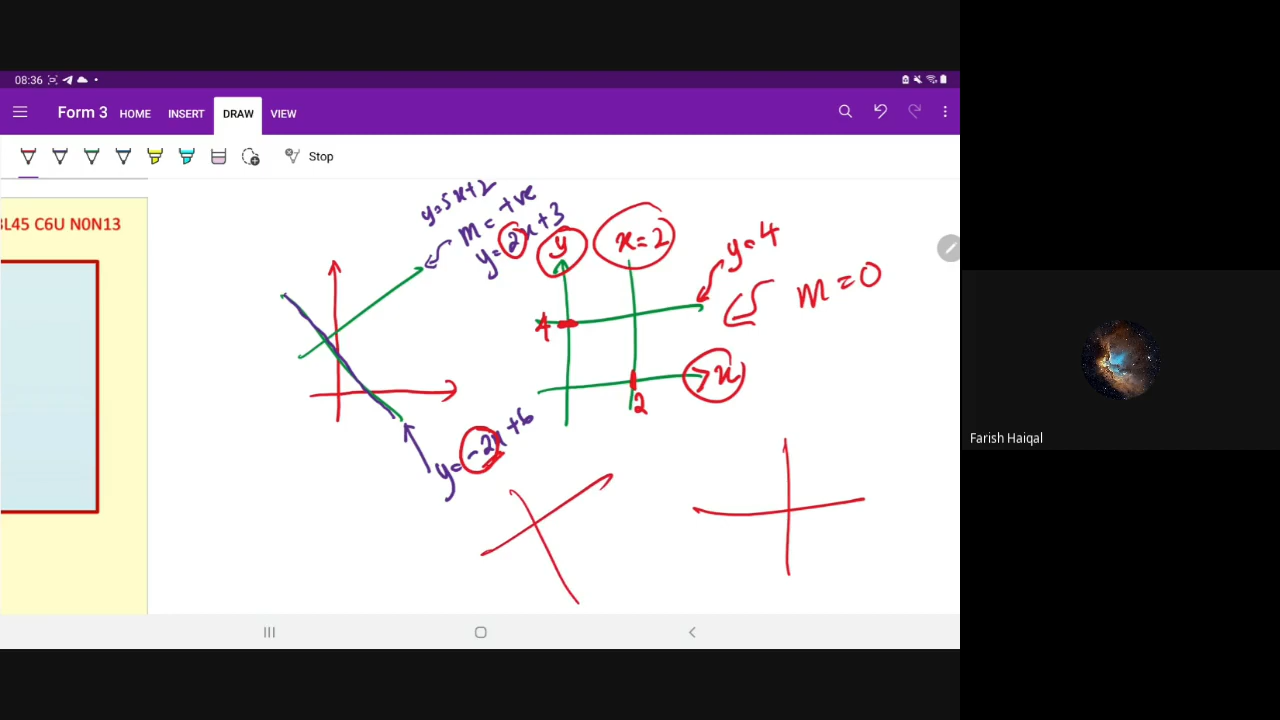 08:36
Form 3 HOME INSERT DRAW VIEW
Stop
BL45 C6U N0N13
y=5x+2
m = +ve
y=2x+3
y
x=2
y=4
m=0
4
x
2
y=-2x+6
Farish Haiqal